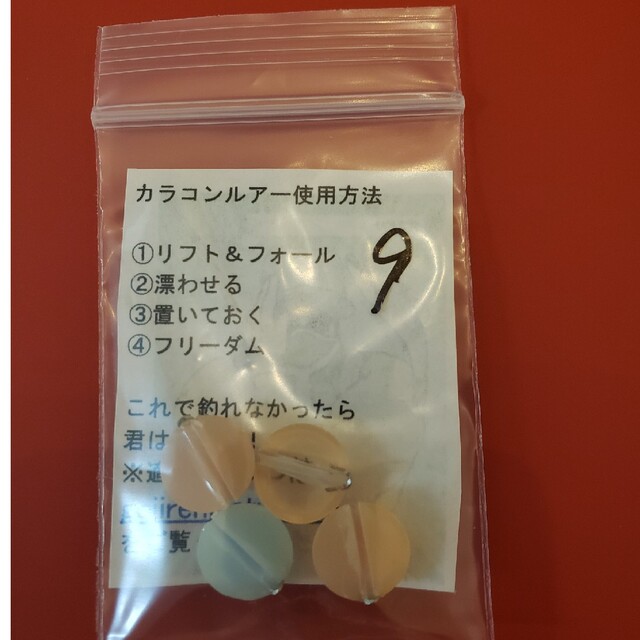 カラコンルアー使用方法
9
①リフト＆フォール
②漂わせる
③置いておく
④フリーダム
これで釣れなかったら
君は
※通
覧